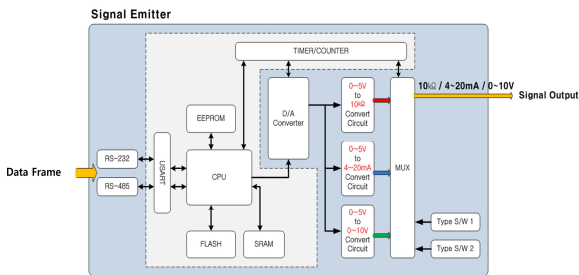 Signal Emitter
TIMER/COUNTER
10㏀ / 4~20mA / 0~10V
Signal Output
0~5V
to
10㏀
Convert
Circuit
EEPROM
D/A
Converter
Data Frame
RS-232
RS-485
USART
CPU
0~5V
to
4~20mA
Convert
Circuit
MUX
0~5V
to
0~10V
Convert
Circuit
Type S/W 1
Type S/W 2
FLASH
SRAM